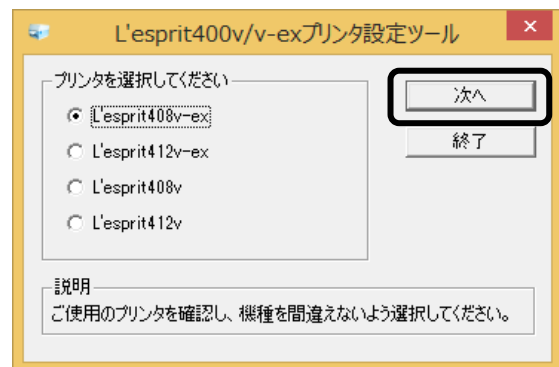 L'esprit400v/v-exプリンタ設定ツール
プリンタを選択してください
L'esprit408v-ex
L'esprit412v-ex
L'esprit408v
L'esprit412v
次へ
終了
説明
ご使用のプリンタを確認し、機種を間違えないよう選択してください。